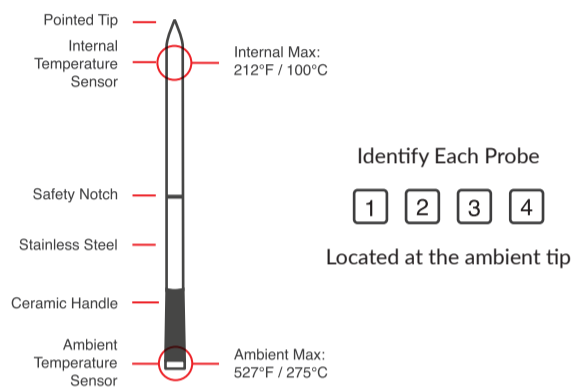 Pointed Tip
Internal
Temperature
Sensor
Internal Max:
212°F / 100°C
Safety Notch
Stainless Steel
Ceramic Handle
Ambient
Temperature
Sensor
Ambient Max:
527°F / 275°C
Identify Each Probe
1 2 3 4
Located at the ambient tip